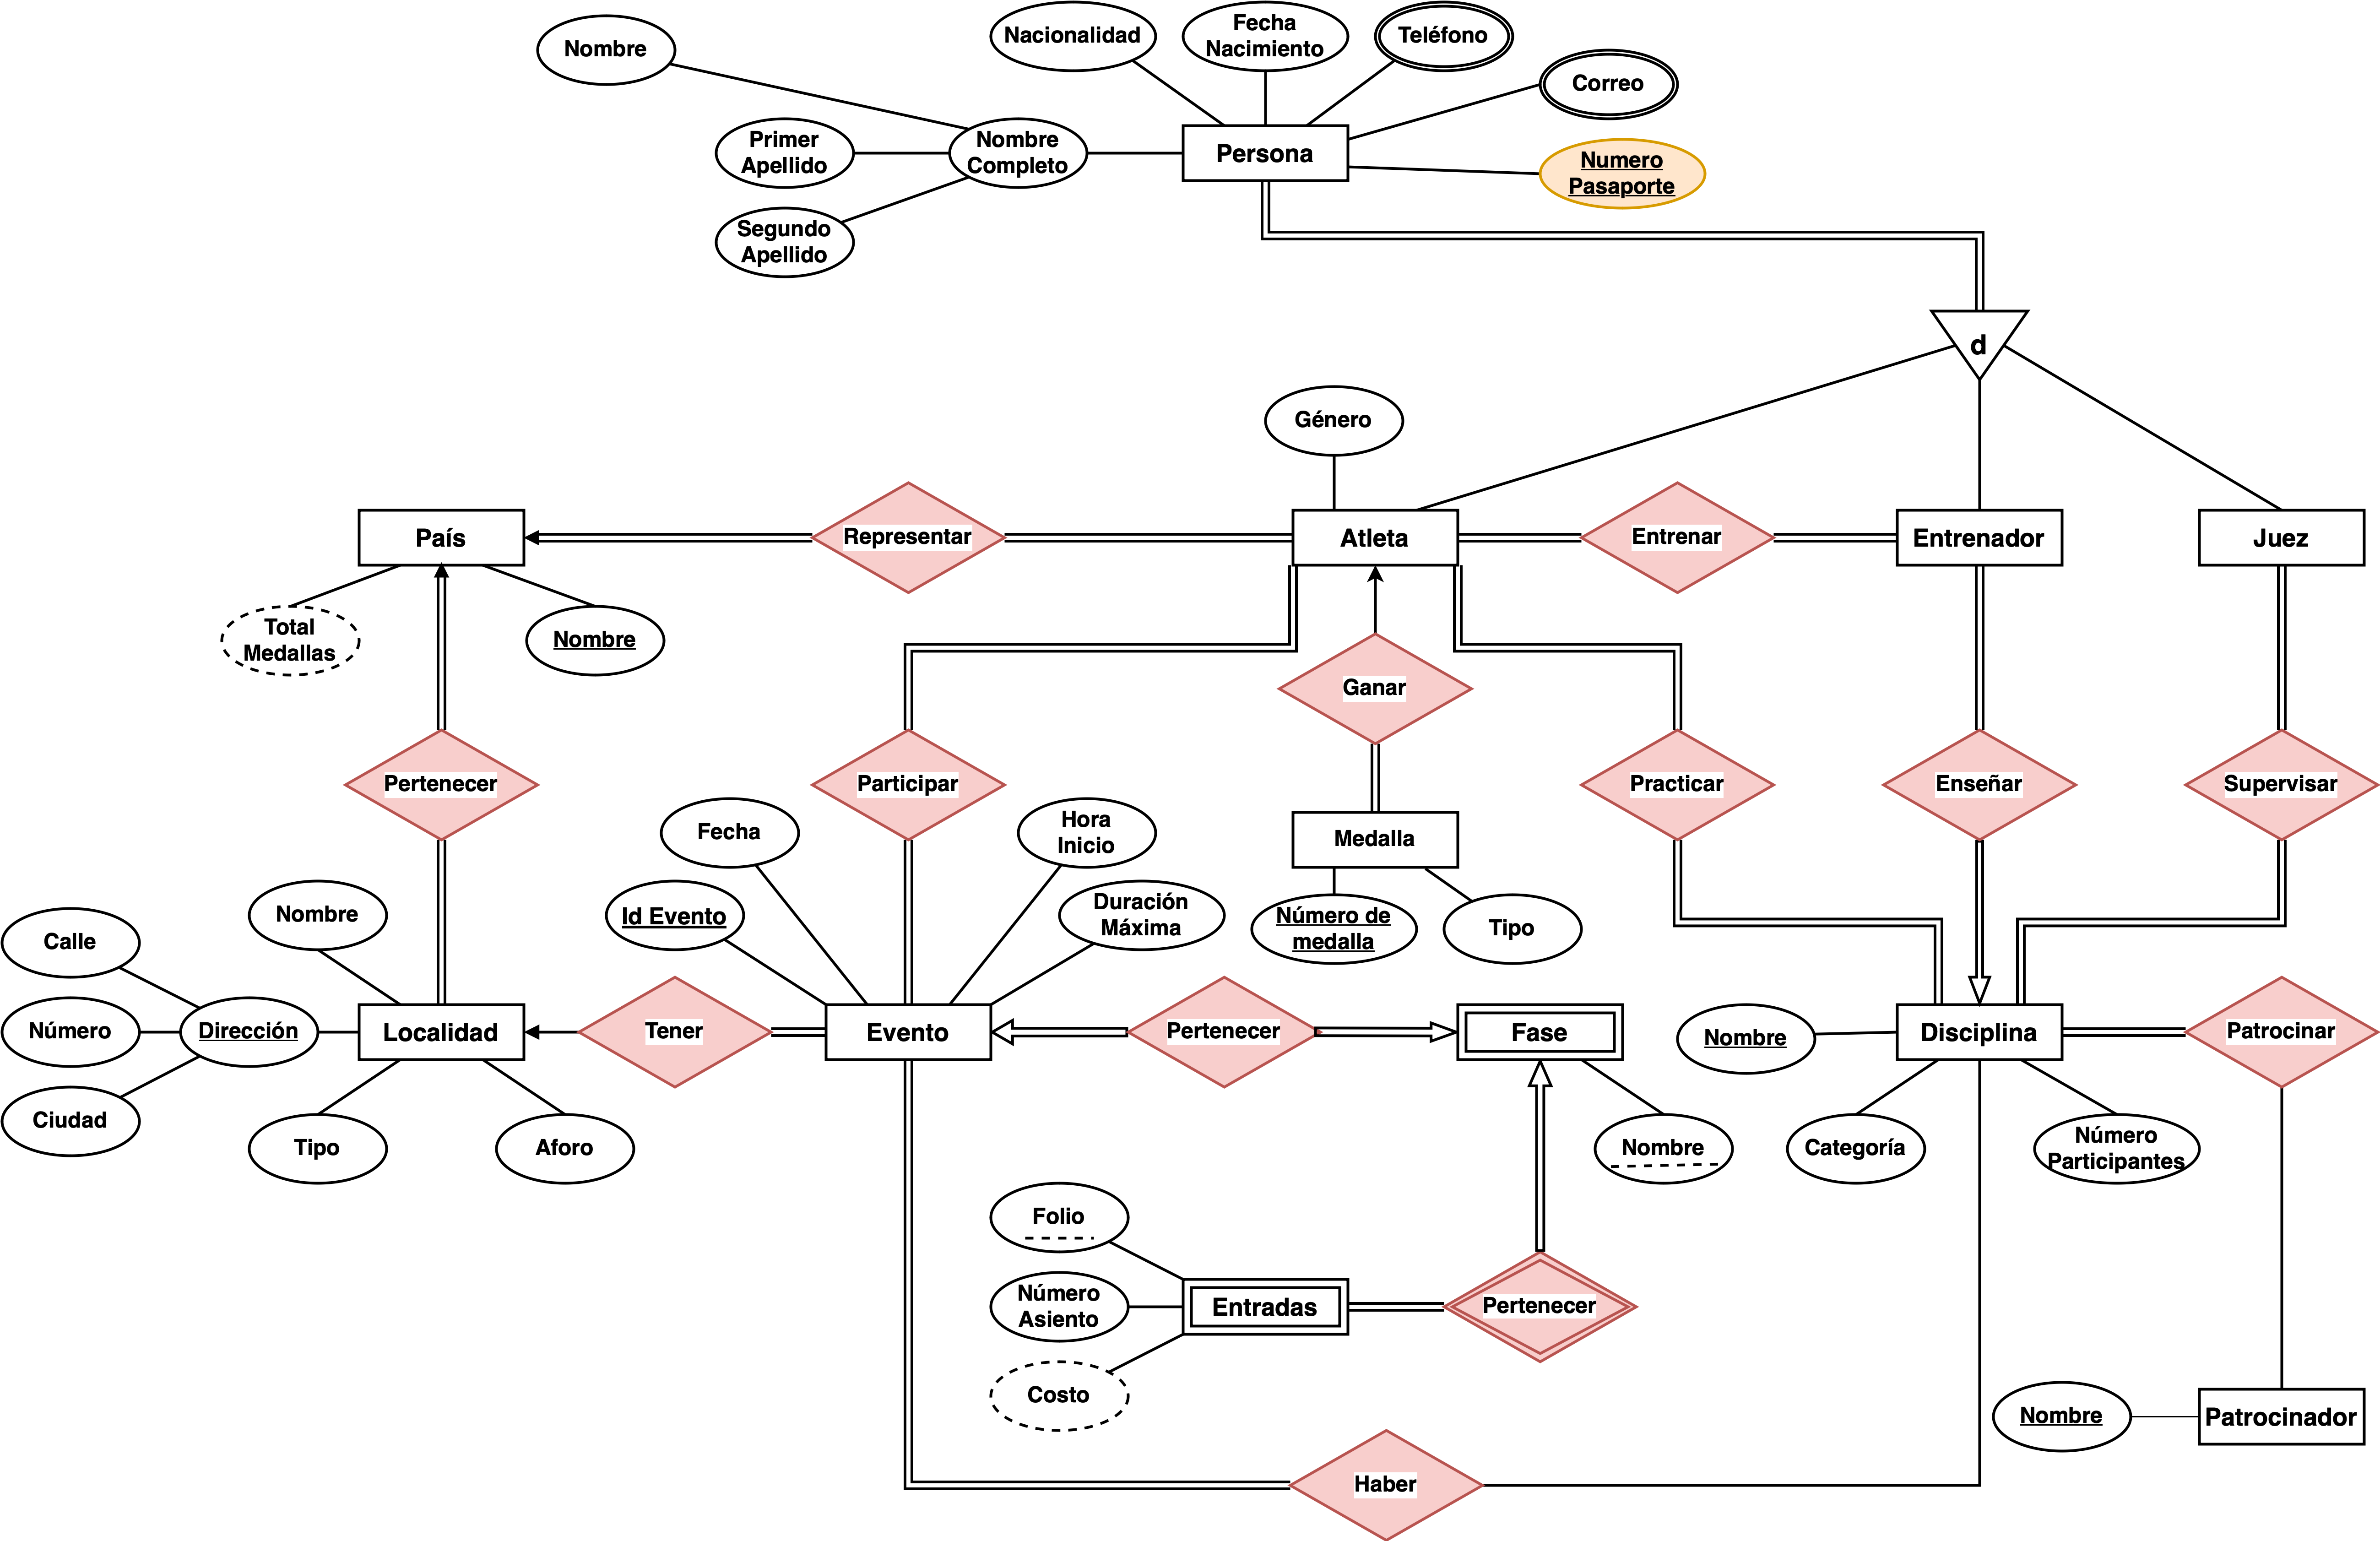 Nombre
Nacionalidad
Fecha
Nacimiento
Teléfono
Correo
Primer
Apellido
Nombre
Completo
Persona
Numero
Pasaporte
Segundo
Apellido
d
Género
País
Representar
Atleta
Entrenar
Entrenador
Juez
Total
Medallas
Nombre
Ganar
Pertenecer
Participar
Practicar
Enseñar
Supervisar
Fecha
Hora
Inicio
Medalla
Nombre
Id Evento
Duración
Máxima
Número de
medalla
Tipo
Calle
Número
Dirección
Localidad
Tener
Evento
Pertenecer
Fase
Nombre
Disciplina
Patrocinar
Ciudad
Tipo
Aforo
Nombre
Categoría
Número
Participantes
Folio
Número
Asiento
Entradas
Pertenecer
Costo
Nombre
Patrocinador
Haber